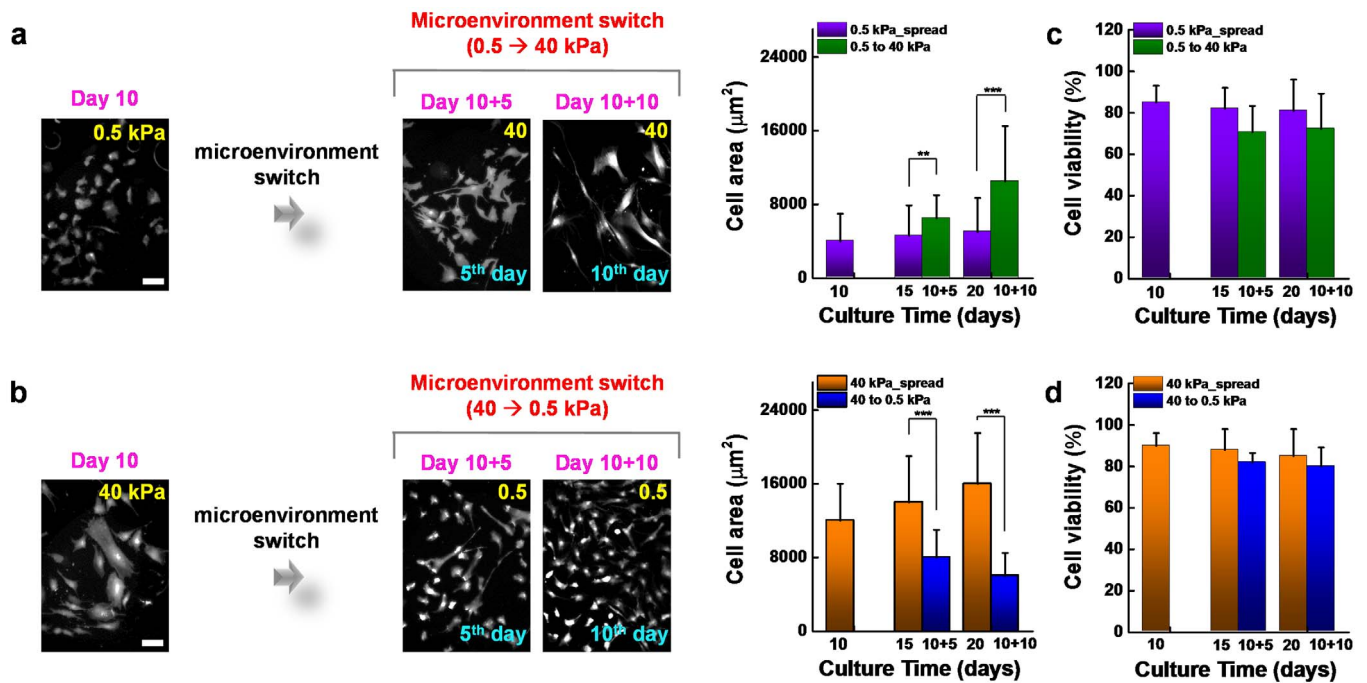 a
Microenvironment switch
(0.5 → 40 kPa)
Day 10
Day 10+5
Day 10+10
0.5 kPa
40
40
microenvironment
switch
5th day
10th day
0.5 kPa_spread
0.5 to 40 kPa
24000
16000
8000
0
Cell area (μm²)
**
***
10
15
10+5
20
10+10
Culture Time (days)
c
0.5 kPa_spread
0.5 to 40 kPa
120
100
80
60
40
20
0
Cell viability (%)
10
15
10+5
20
10+10
Culture Time (days)
b
Microenvironment switch
(40 → 0.5 kPa)
Day 10
Day 10+5
Day 10+10
40 kPa
0.5
0.5
microenvironment
switch
5th day
10th day
40 kPa_spread
40 to 0.5 kPa
24000
16000
8000
0
Cell area (μm²)
***
***
10
15
10+5
20
10+10
Culture Time (days)
d
40 kPa_spread
40 to 0.5 kPa
120
100
80
60
40
20
0
Cell viability (%)
10
15
10+5
20
10+10
Culture Time (days)